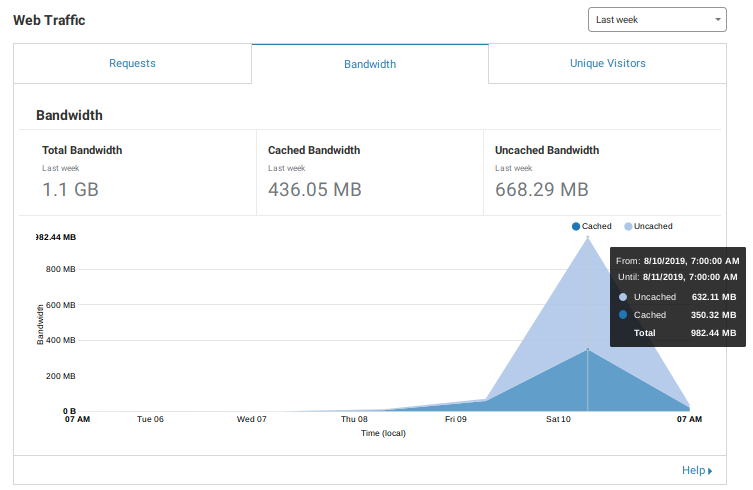 Web Traffic
Last week
Requests
Bandwidth
Unique Visitors
Bandwidth
Total Bandwidth
Last week
1.1 GB
Cached Bandwidth
Last week
436.05 MB
Uncached Bandwidth
Last week
668.29 MB
Cached
Uncached
982.44 MB
800 MB
600 MB
400 MB
200 MB
0 B
Bandwidth
07 AM
Tue 06
Wed 07
Thu 08
Fri 09
Sat 10
07 AM
Time (local)
From: 8/10/2019, 7:00:00 AM
Until: 8/11/2019, 7:00:00 AM
Uncached 632.11 MB
Cached 350.32 MB
Total 982.44 MB
Help